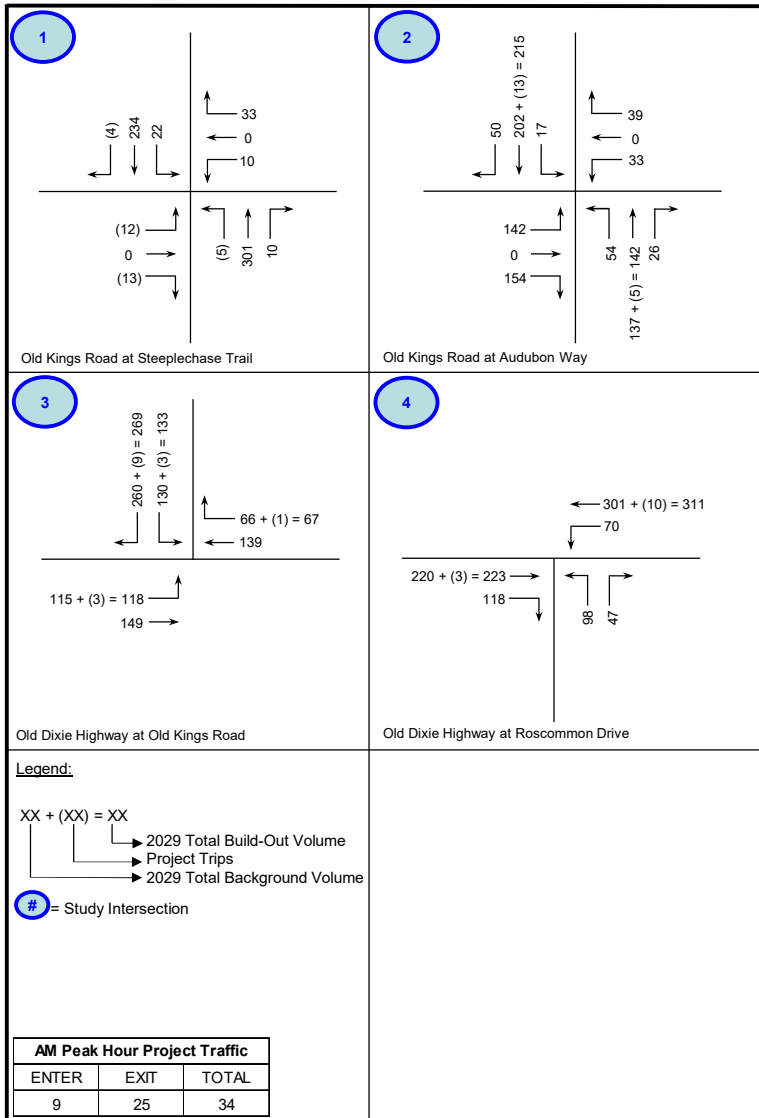 1
(4)
234
22
33
0
10
(12)
0
(13)
(5)
301
10
Old Kings Road at Steeplechase Trail
2
50
202 + (13) = 215
17
39
0
33
142
0
154
54
137 + (5) = 142
26
Old Kings Road at Audubon Way
3
260 + (9) = 269
130 + (3) = 133
66 + (1) = 67
139
115 + (3) = 118
149
Old Dixie Highway at Old Kings Road
4
301 + (10) = 311
70
220 + (3) = 223
118
98
47
Old Dixie Highway at Roscommon Drive
Legend:
XX + (XX) = XX
2029 Total Build-Out Volume
Project Trips
2029 Total Background Volume
# = Study Intersection
AM Peak Hour Project Traffic
ENTER EXIT TOTAL
9 25 34